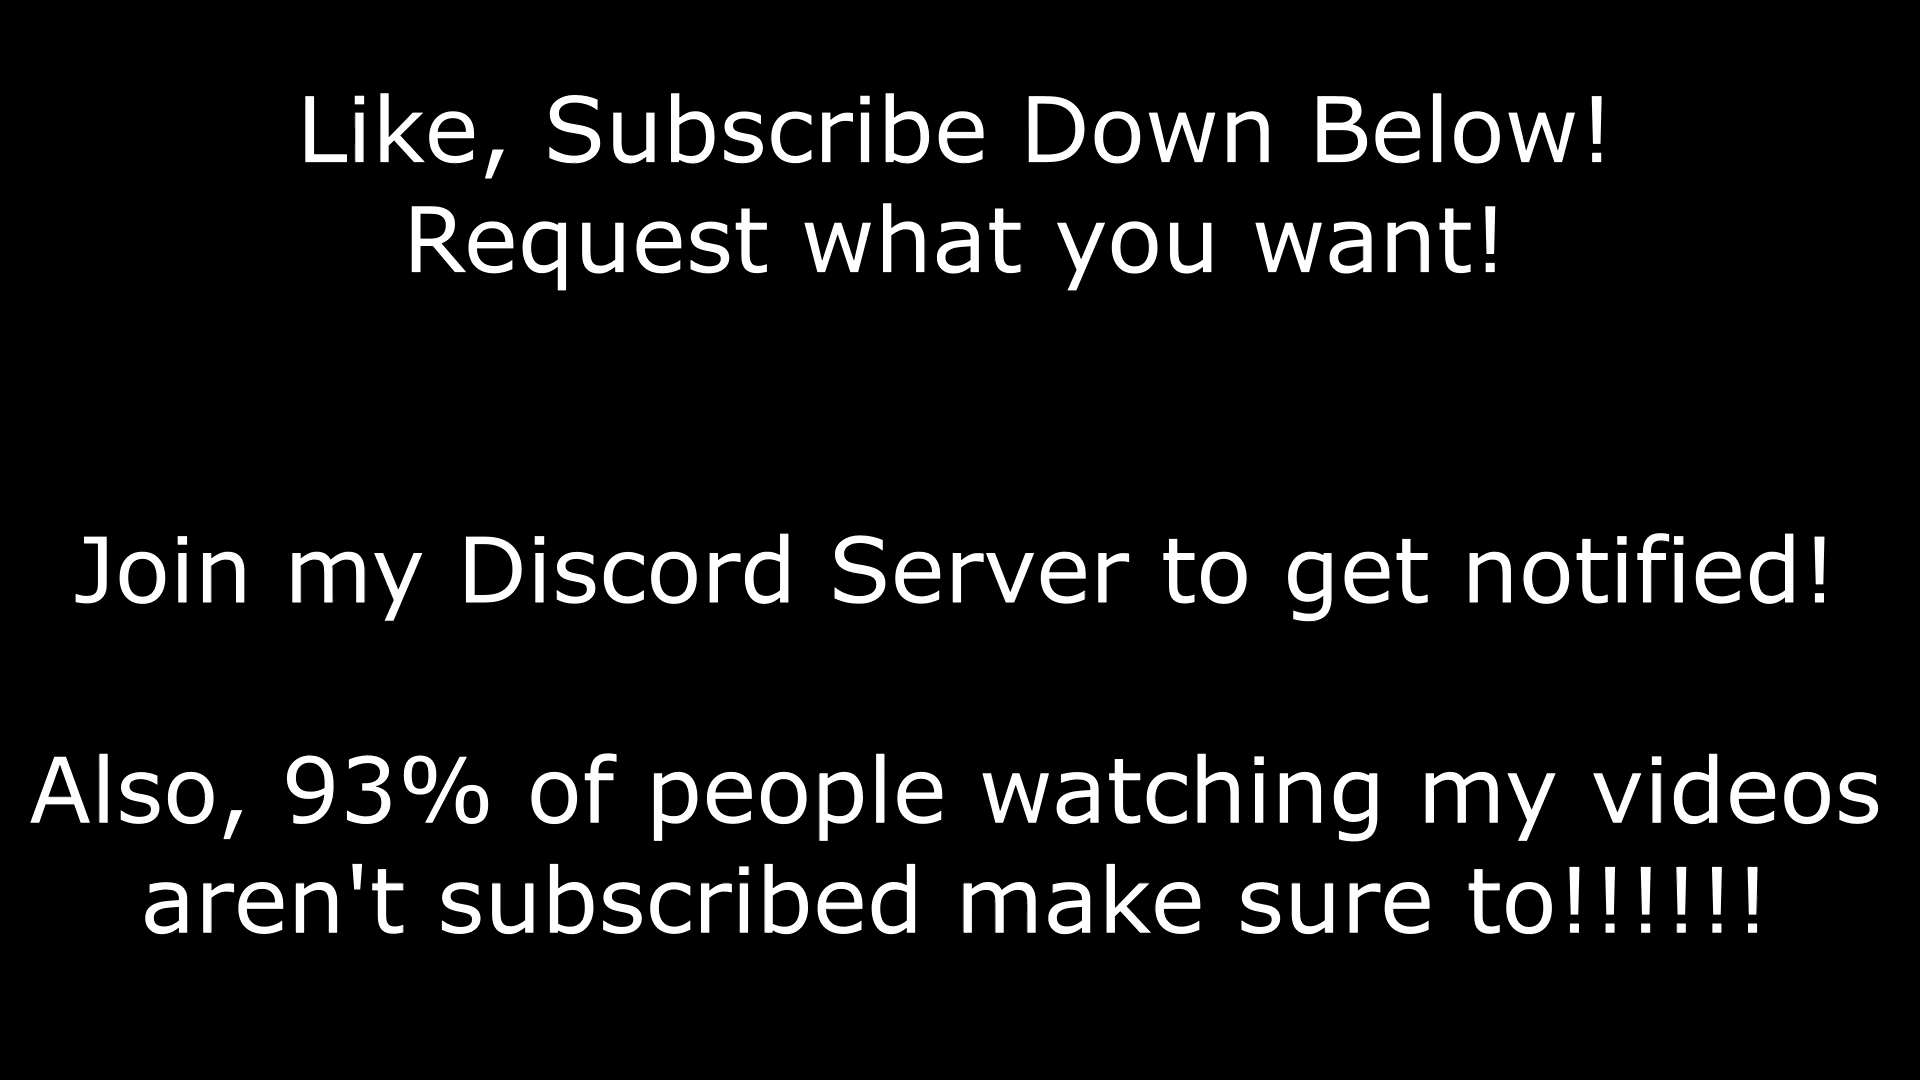 Like, Subscribe Down Below!
Request what you want!
Join my Discord Server to get notified!
Also, 93% of people watching my videos
aren't subscribed make sure to!!!!!!